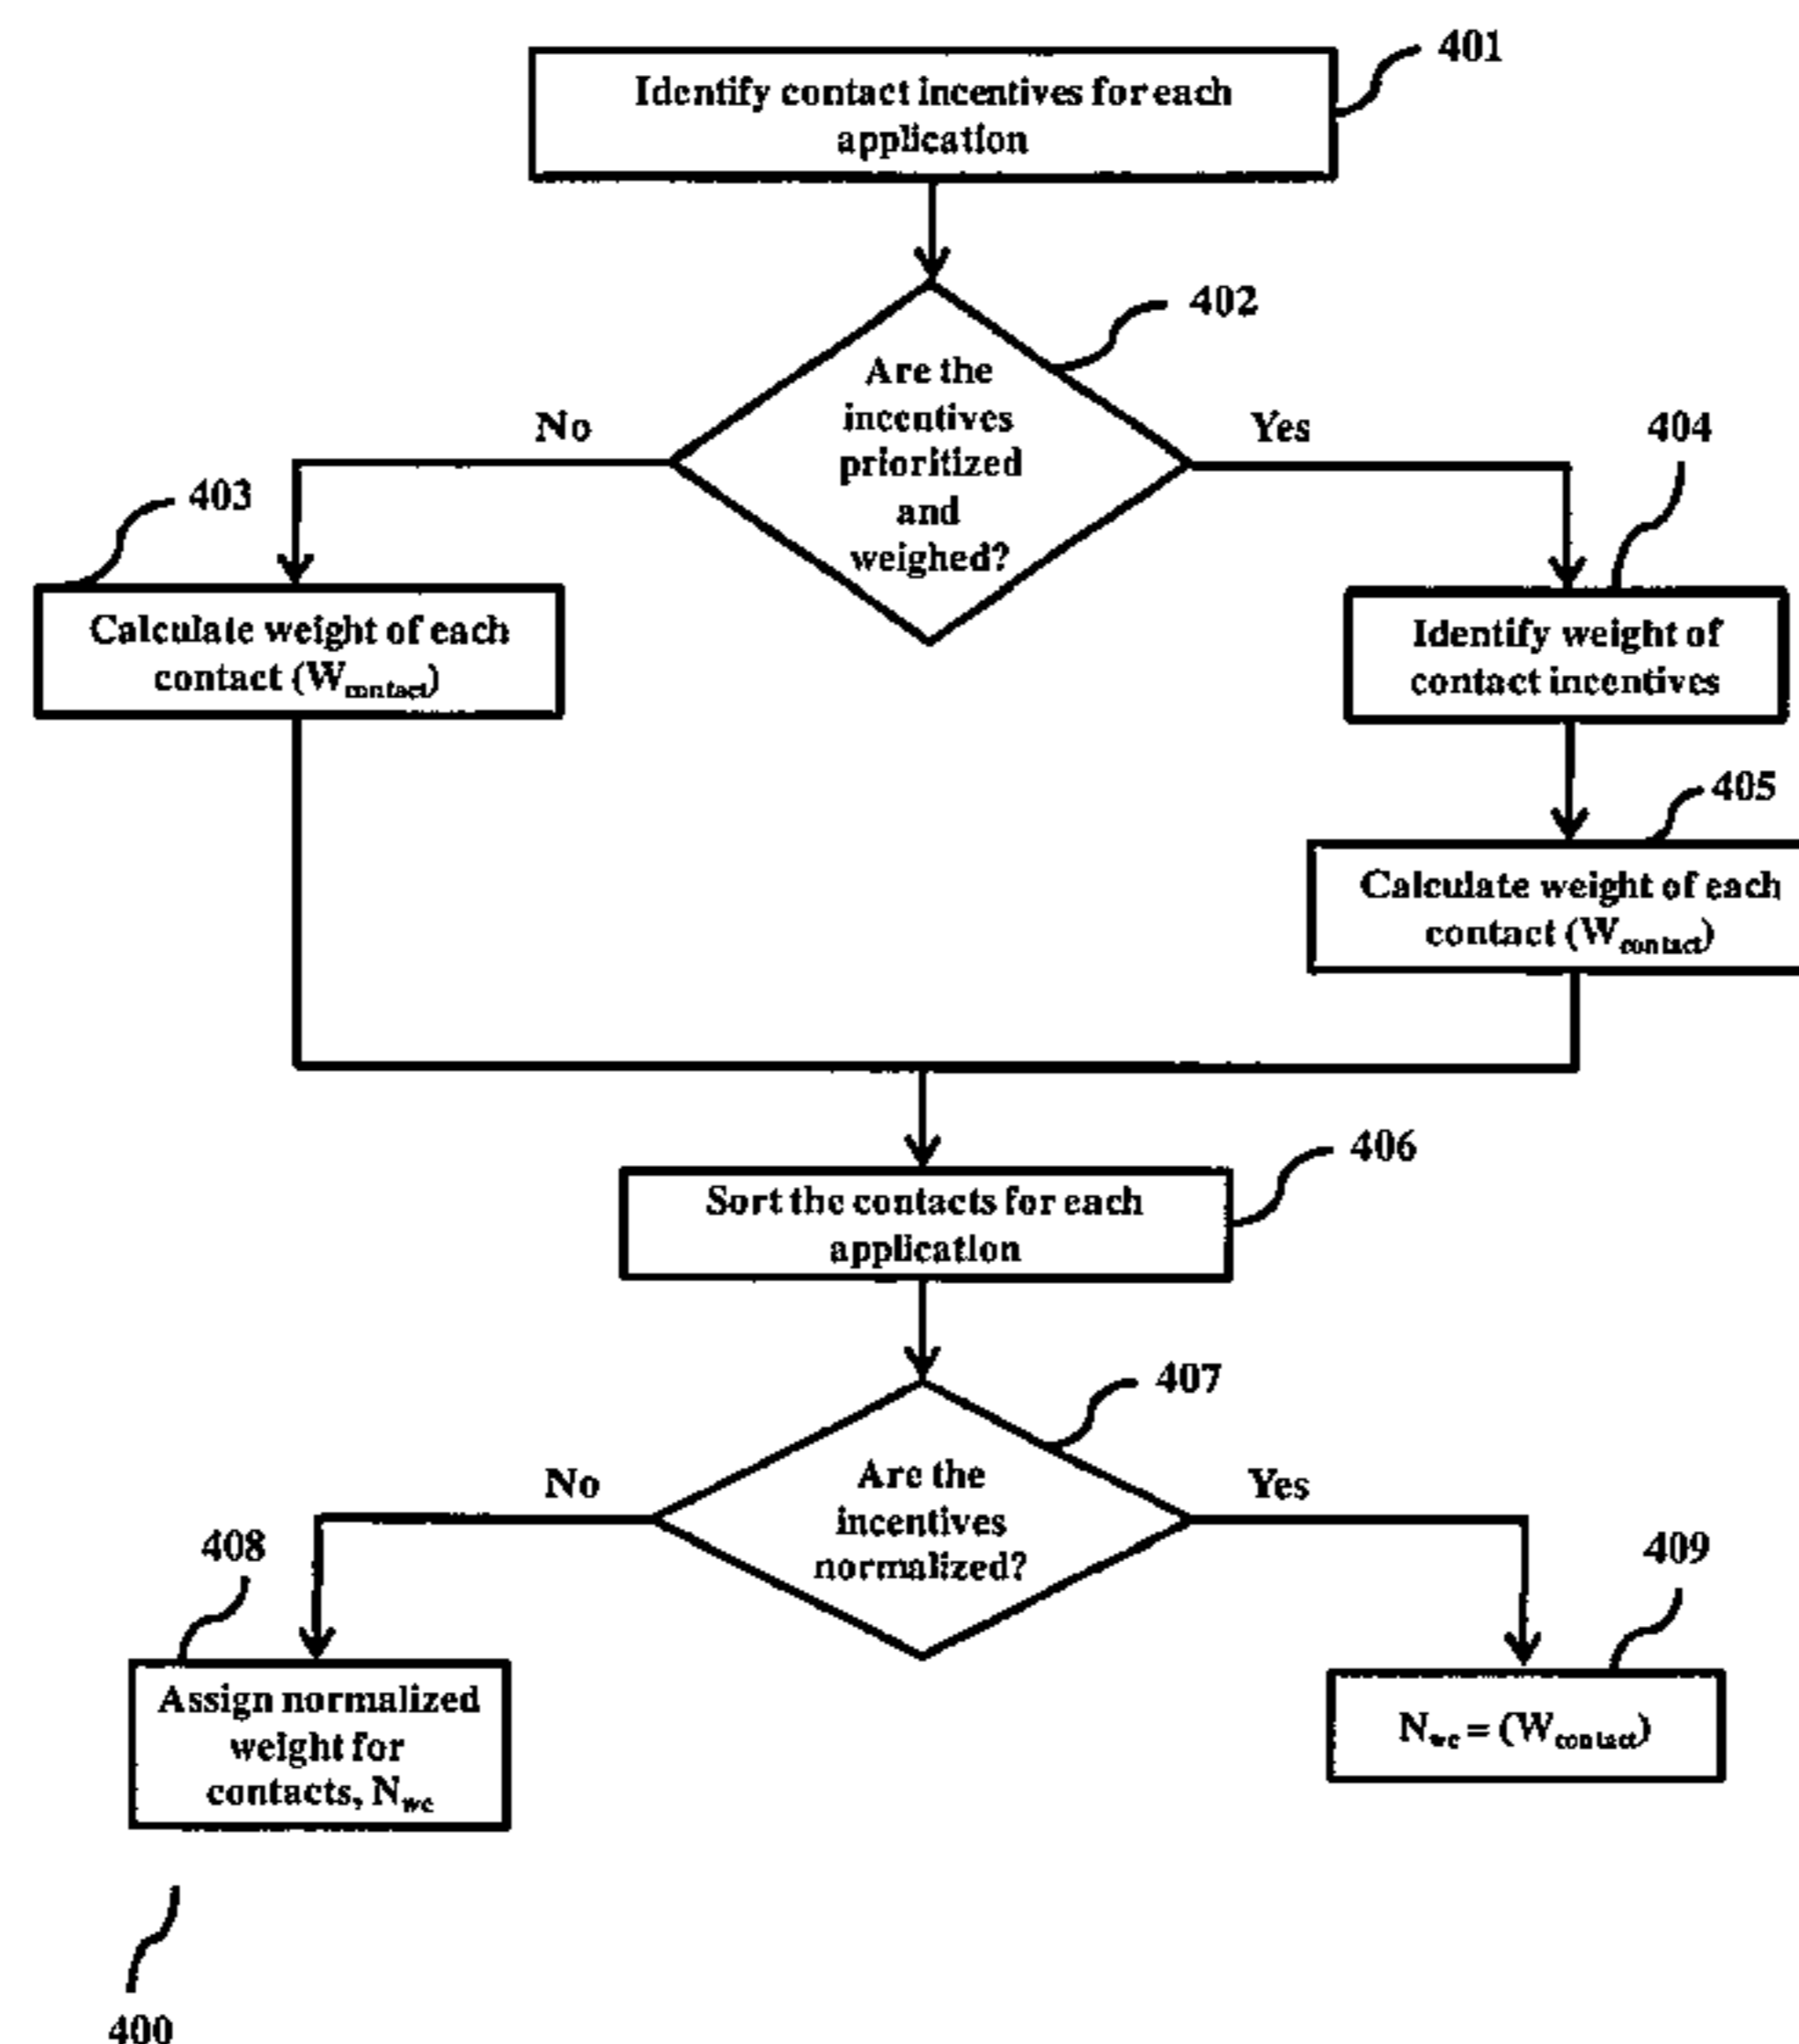 401
Identify contact incentives for each
application
402
Are the
incentives
prioritized
and
weighed?
No
Yes
404
403
Calculate weight of each
contact (Wcontact)
Identify weight of
contact incentives
405
Calculate weight of each
contact (Wcontact)
406
Sort the contacts for each
application
407
Are the
incentives
normalized?
No
Yes
408
409
Assign normalized
weight for
contacts, Nwc
Nwc = (Wcontact)
400